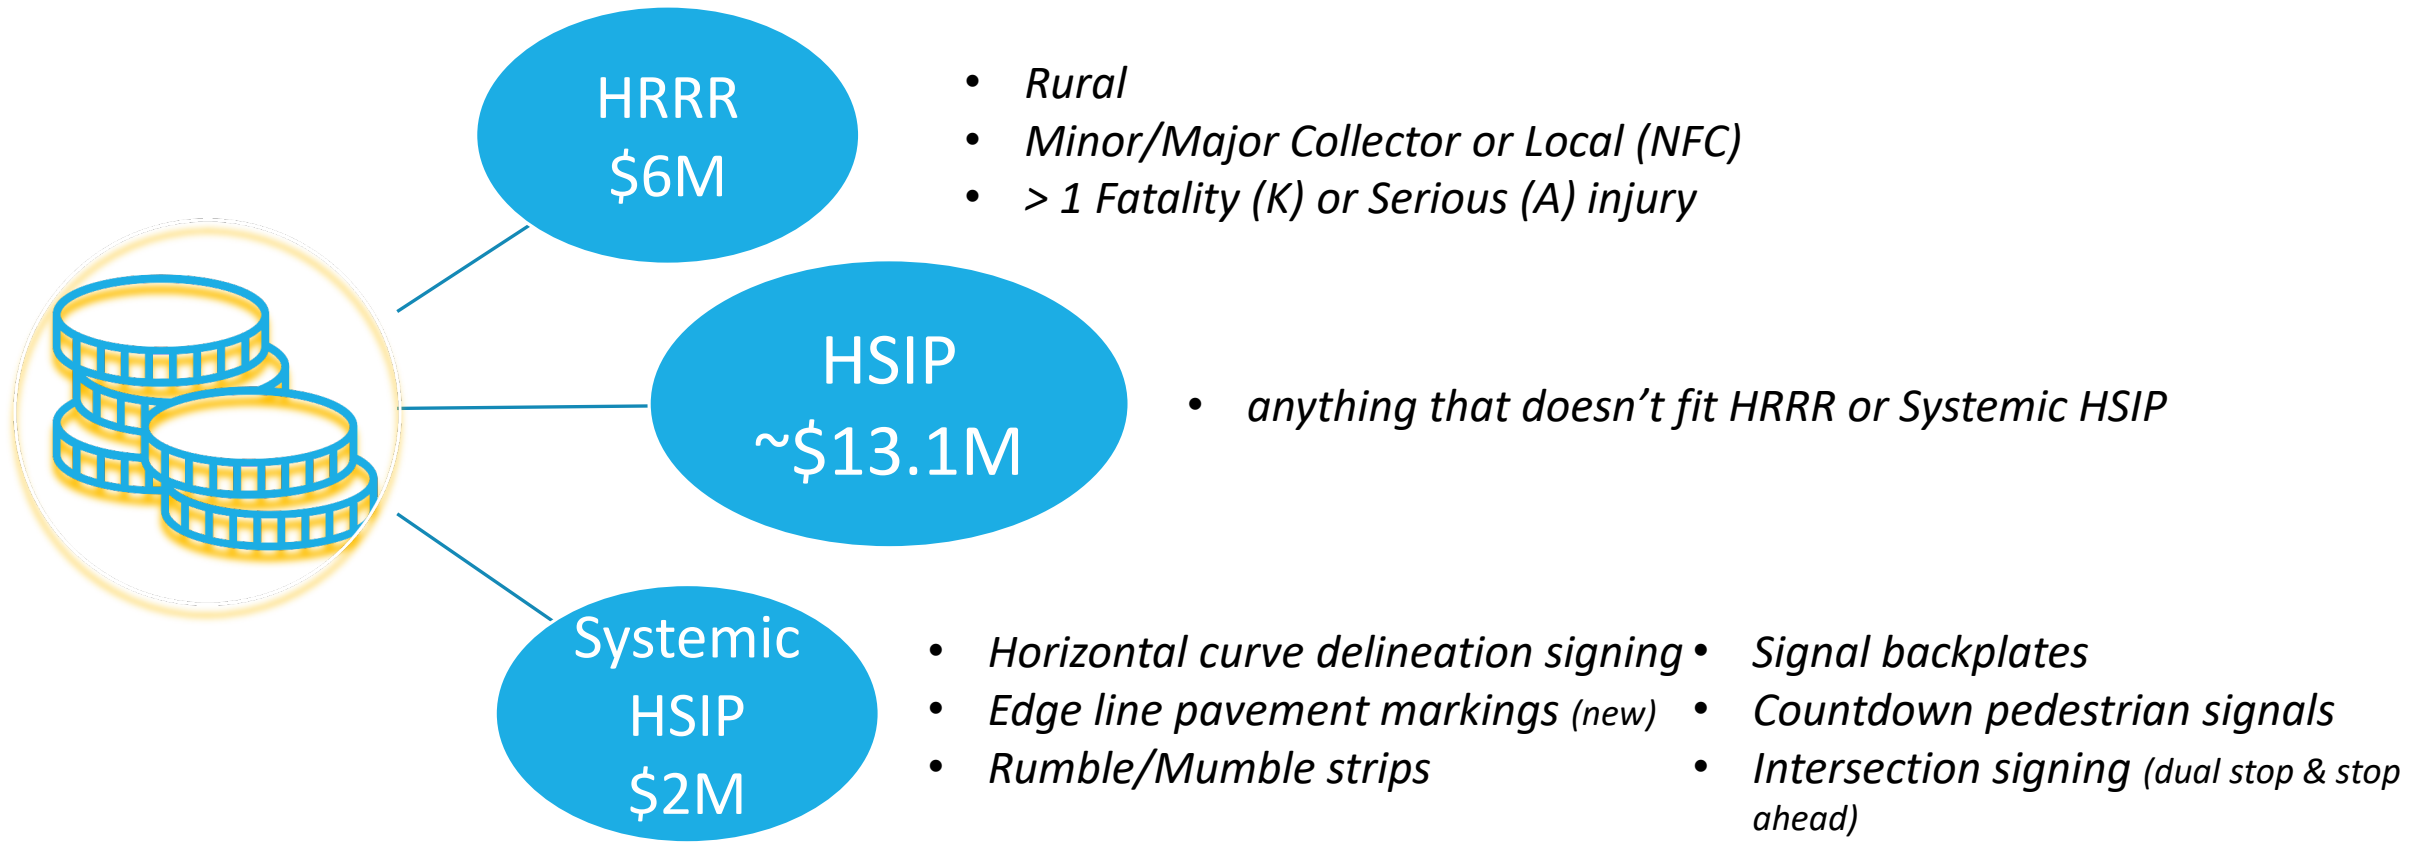 HRRR
$6M
• Rural
• Minor/Major Collector or Local (NFC)
• > 1 Fatality (K) or Serious (A) injury
HSIP
~$13.1M
• anything that doesn’t fit HRRR or Systemic HSIP
Systemic
HSIP
$2M
• Horizontal curve delineation signing
• Edge line pavement markings (new)
• Rumble/Mumble strips
• Signal backplates
• Countdown pedestrian signals
• Intersection signing (dual stop & stop
ahead)